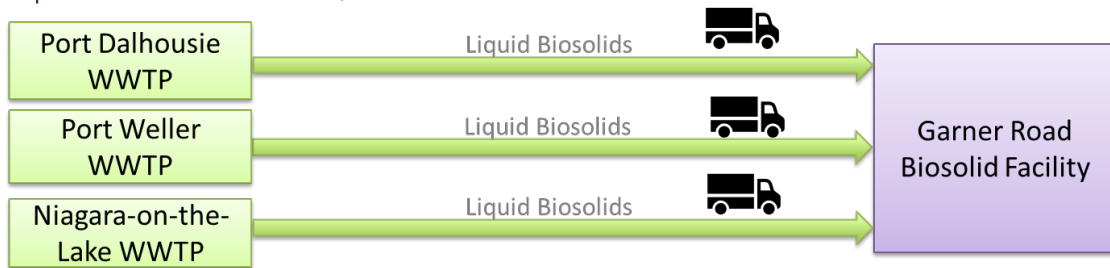 Port Dalhousie
WWTP
Liquid Biosolids
Port Weller
WWTP
Liquid Biosolids
Niagara-on-the-
Lake WWTP
Liquid Biosolids
Garner Road
Biosolid Facility